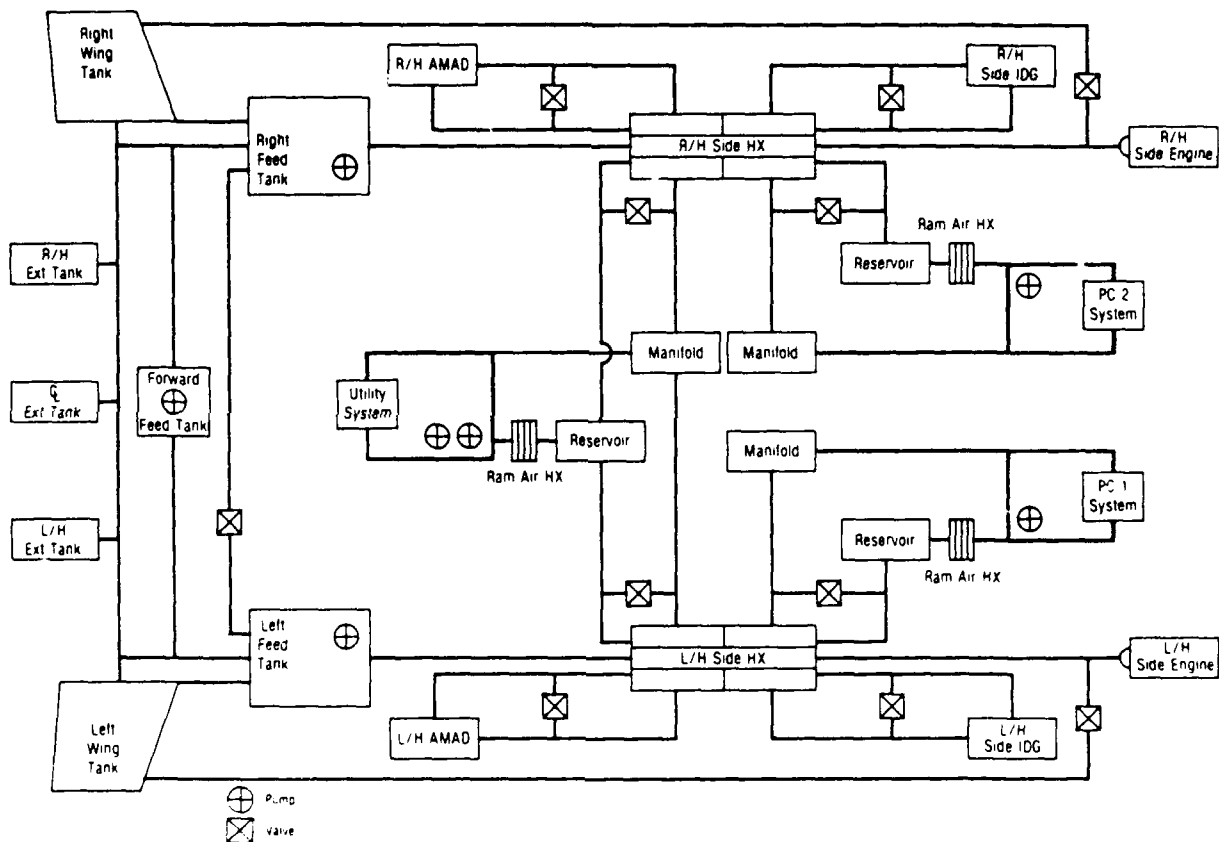 Right
Wing
Tank
R/H AMAD
R/H
Side IDG
Right
Feed
Tank
R/H Side HX
R/H
Side Engine
Ram Air HX
R/H
Ext Tank
Reservoir
PC 2
System
Manifold
Manifold
℄
Ext Tank
Forward
Feed Tank
Utility
System
Reservoir
Ram Air HX
Manifold
PC 1
System
L/H
Ext Tank
Reservoir
Ram Air HX
Left
Feed
Tank
L/H Side HX
L/H
Side Engine
Left
Wing
Tank
L/H AMAD
L/H
Side IDG
Pump
Valve